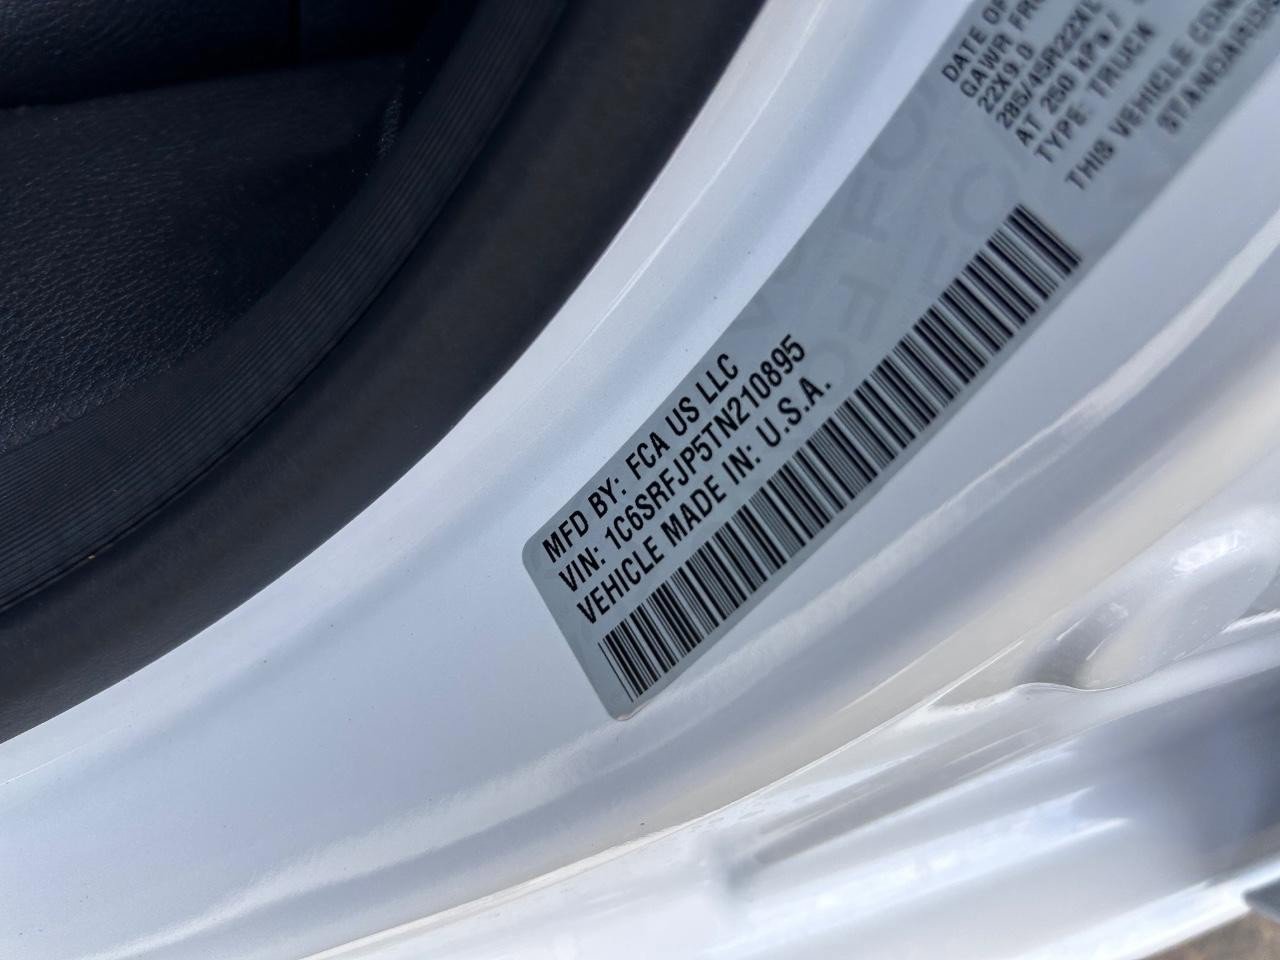 MFD BY: FCA US LLC
VIN: 1C6SRFJP5TN210895
VEHICLE MADE IN: U.S.A.
DATE OF
GAWR FR
22X9.0
285/45R22XL
AT 250 kPa /
TYPE: TRUCK
THIS VEHICLE CON
STANDARDS